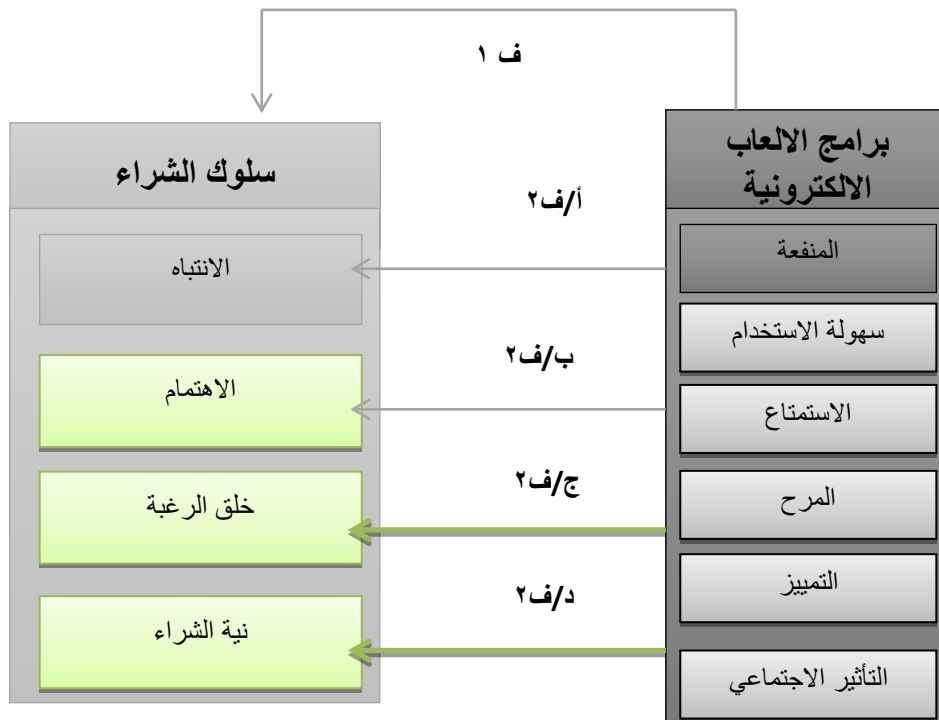 ف ١
برامج الالعاب
الالكترونية
المنفعة
سهولة الاستخدام
الاستمتاع
المرح
التمييز
التأثير الاجتماعي
أ/ف٢
ب/ف٢
ج/ف٢
د/ف٢
سلوك الشراء
الانتباه
الاهتمام
خلق الرغبة
نية الشراء